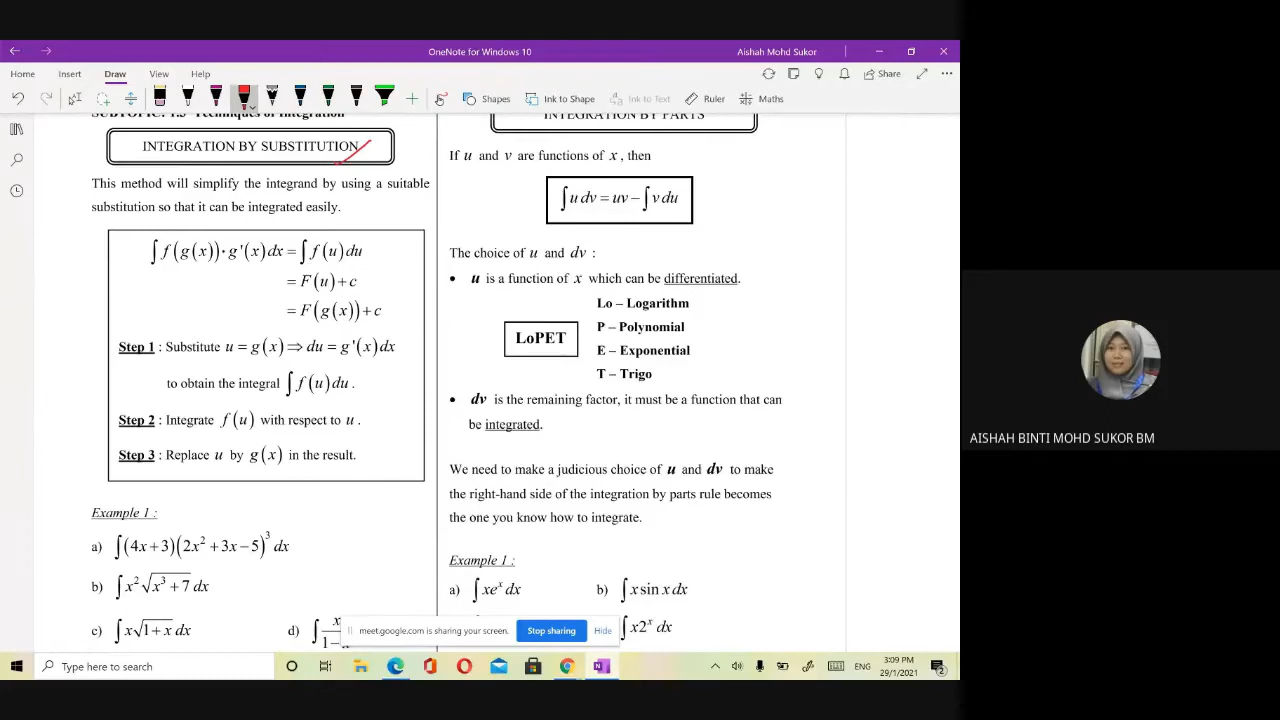 OneNote for Windows 10
Aishah Mohd Sukor
Home Insert Draw View Help
Share
Shapes Ink to Shape Ink to Text Ruler Maths
SUBTOPIC: 1.3 Techniques of Integration
INTEGRATION BY SUBSTITUTION
This method will simplify the integrand by using a suitable
substitution so that it can be integrated easily.
∫ f(g(x))·g'(x)dx = ∫ f(u)du
= F(u)+c
= F(g(x))+c
Step 1 : Substitute u = g(x) ⇒ du = g'(x)dx
to obtain the integral ∫ f(u)du.
Step 2 : Integrate f(u) with respect to u.
Step 3 : Replace u by g(x) in the result.
Example 1 :
a) ∫(4x+3)(2x²+3x−5)³ dx
b) ∫x²√(x³+7) dx
c) ∫x√(1+x) dx
d) ∫
INTEGRATION BY PARTS
If u and v are functions of x, then
∫u dv = uv − ∫v du
The choice of u and dv :
• u is a function of x which can be differentiated.
LoPET
Lo – Logarithm
P – Polynomial
E – Exponential
T – Trigo
• dv is the remaining factor, it must be a function that can
be integrated.
We need to make a judicious choice of u and dv to make
the right-hand side of the integration by parts rule becomes
the one you know how to integrate.
Example 1 :
a) ∫xeˣ dx b) ∫x sin x dx
∫x2ˣ dx
meet.google.com is sharing your screen. Stop sharing Hide
Type here to search
ENG
3:09 PM
29/1/2021
2
AISHAH BINTI MOHD SUKOR BM